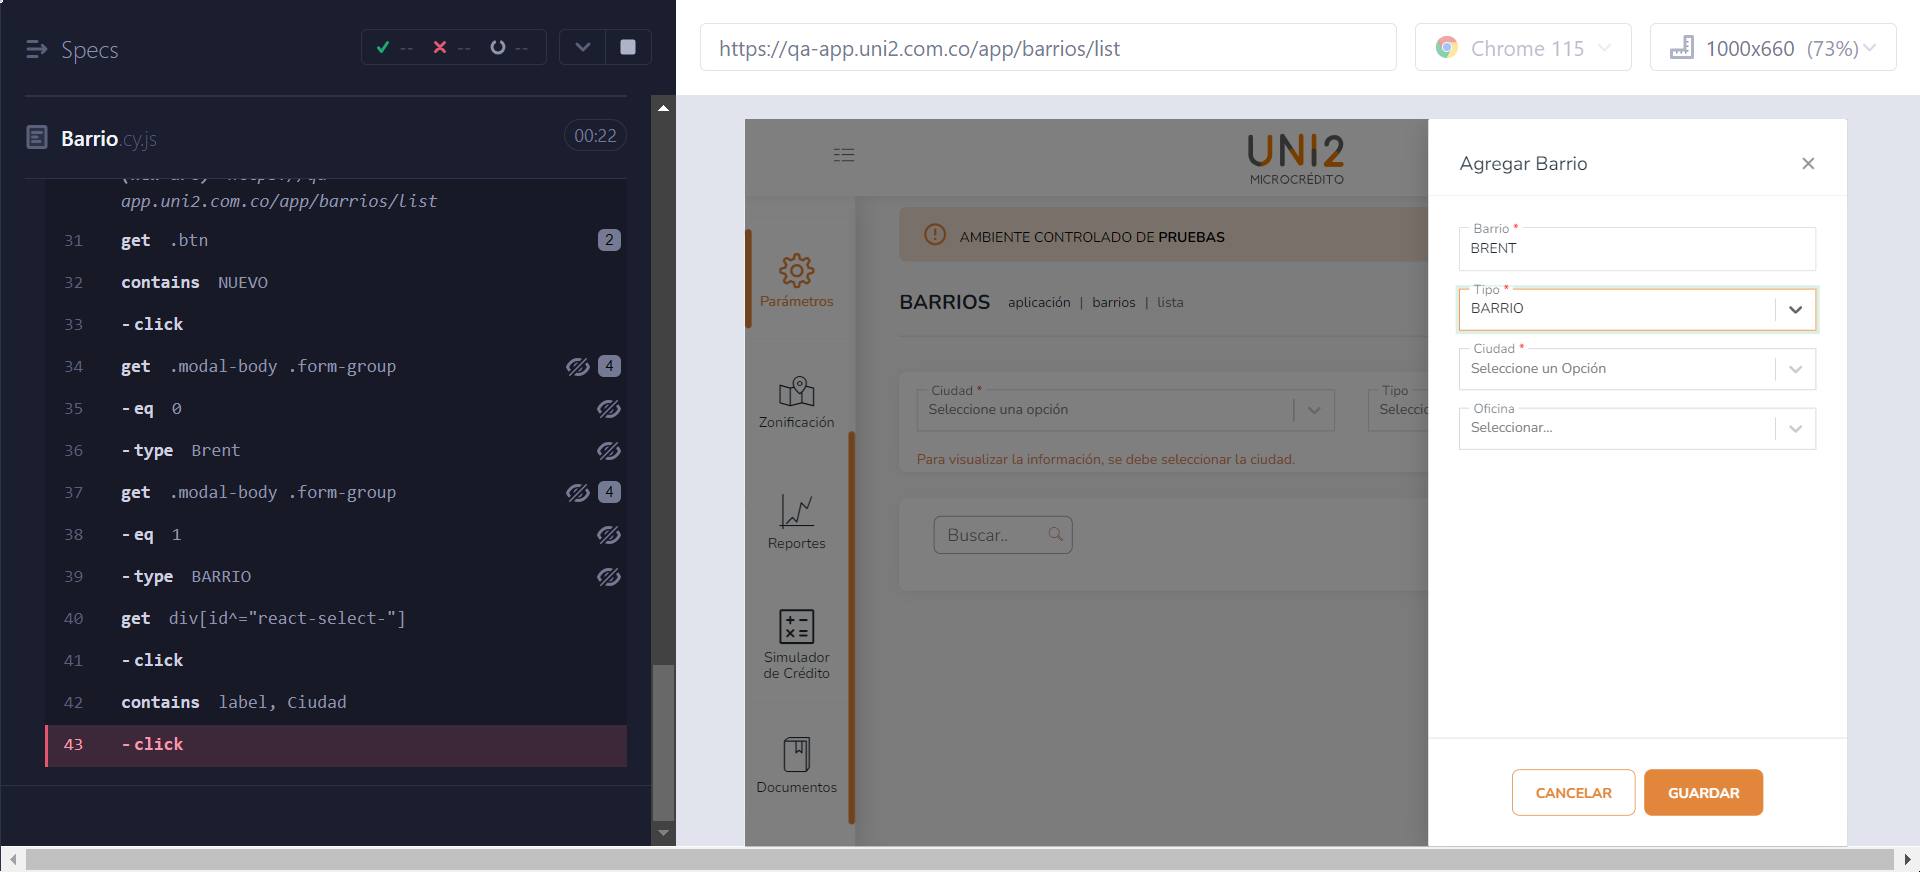 Specs
-- -- --
Barrio.cy.js
00:22
app.uni2.com.co/app/barrios/list
31 get .btn 2
32 contains NUEVO
33 -click
34 get .modal-body .form-group 4
35 -eq 0
36 -type Brent
37 get .modal-body .form-group 4
38 -eq 1
39 -type BARRIO
40 get div[id^="react-select-"]
41 -click
42 contains label, Ciudad
43 -click
https://qa-app.uni2.com.co/app/barrios/list
Chrome 115
1000x660 (73%)
UNI2
MICROCRÉDITO
AMBIENTE CONTROLADO DE PRUEBAS
Parámetros
Zonificación
Reportes
Simulador
de Crédito
Documentos
BARRIOS aplicación | barrios | lista
Ciudad *
Seleccione una opción
Tipo
Para visualizar la información, se debe seleccionar la ciudad.
Buscar..
Agregar Barrio
Barrio *
BRENT
Tipo *
BARRIO
Ciudad *
Seleccione un Opción
Oficina
Seleccionar...
CANCELAR
GUARDAR